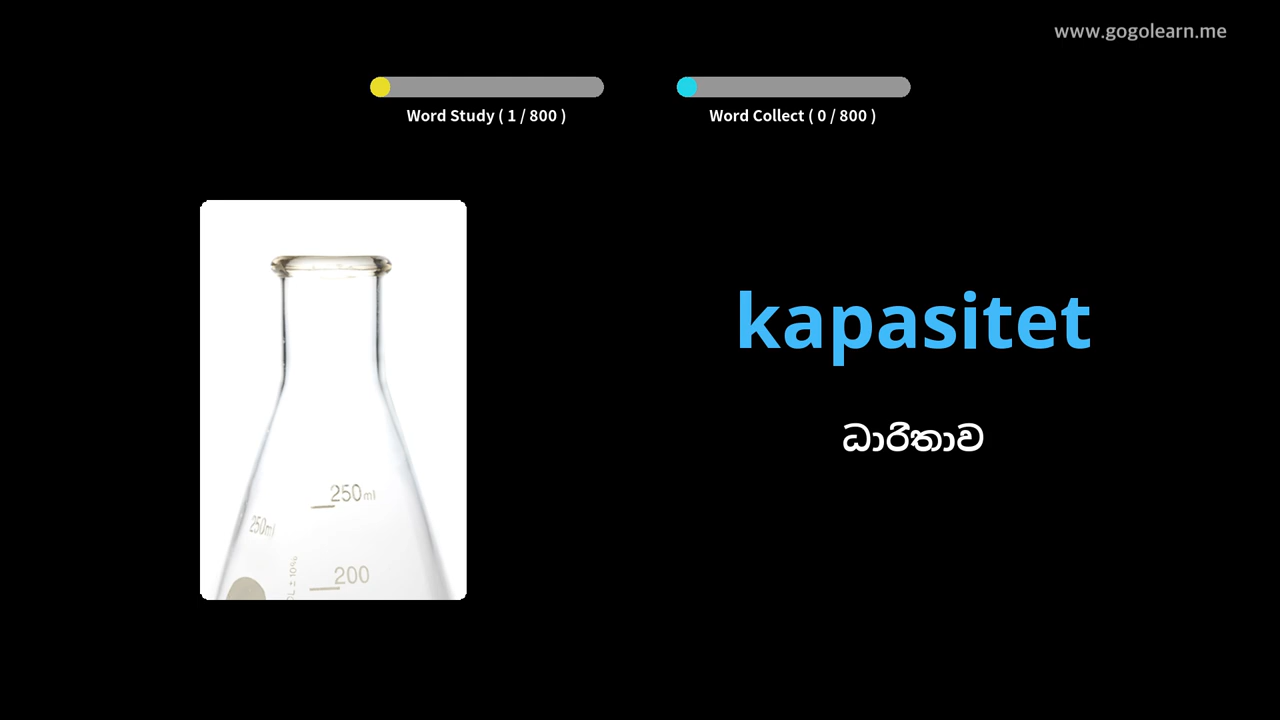 www.gogolearn.me
Word Study ( 1 / 800 )
Word Collect ( 0 / 800 )
kapasitet
ධාරිතාව
250ml
250ml
200